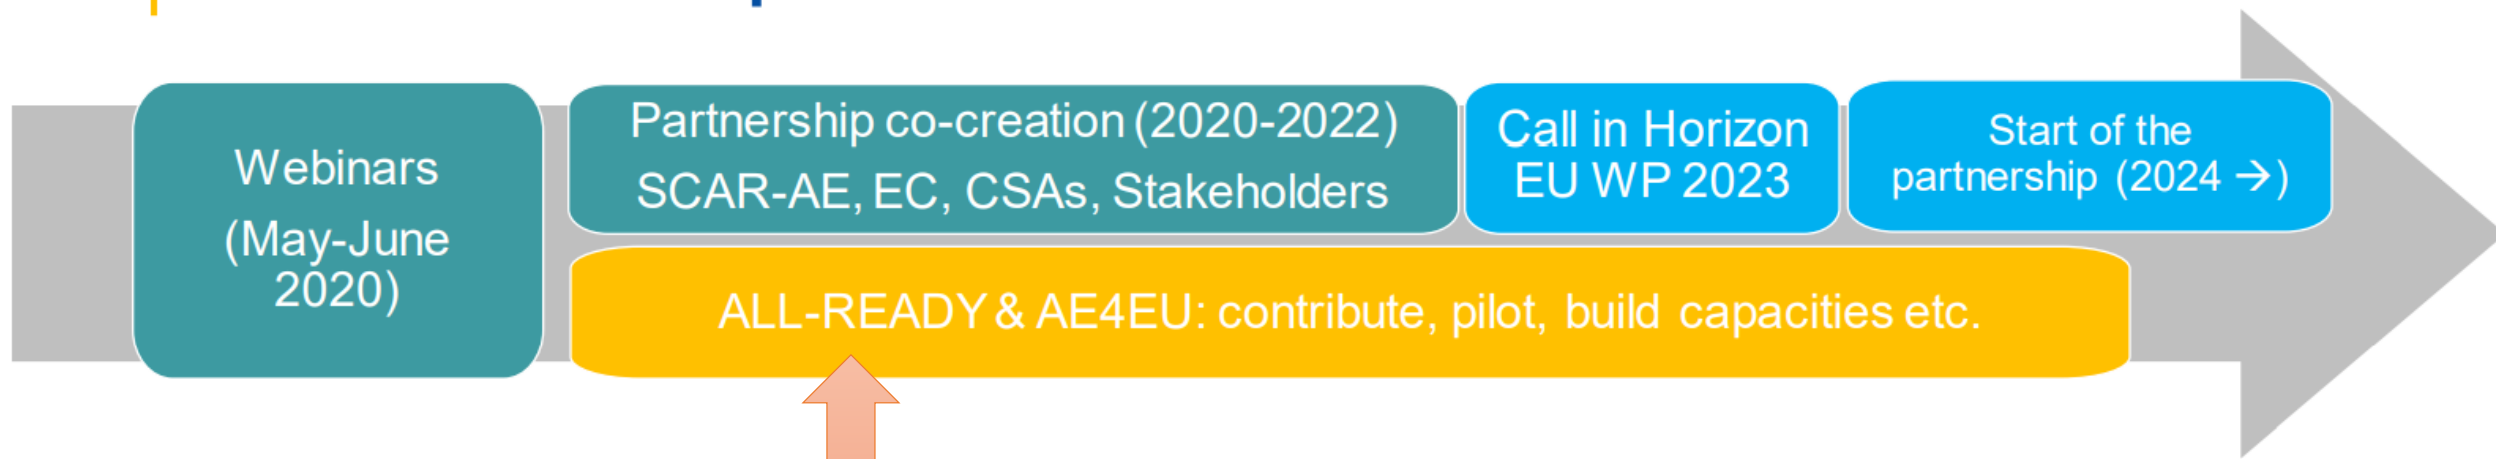 Webinars
(May-June
2020)
Partnership co-creation (2020-2022)
SCAR-AE, EC, CSAs, Stakeholders
Call in Horizon
EU WP 2023
Start of the
partnership (2024 →)
ALL-READY & AE4EU: contribute, pilot, build capacities etc.